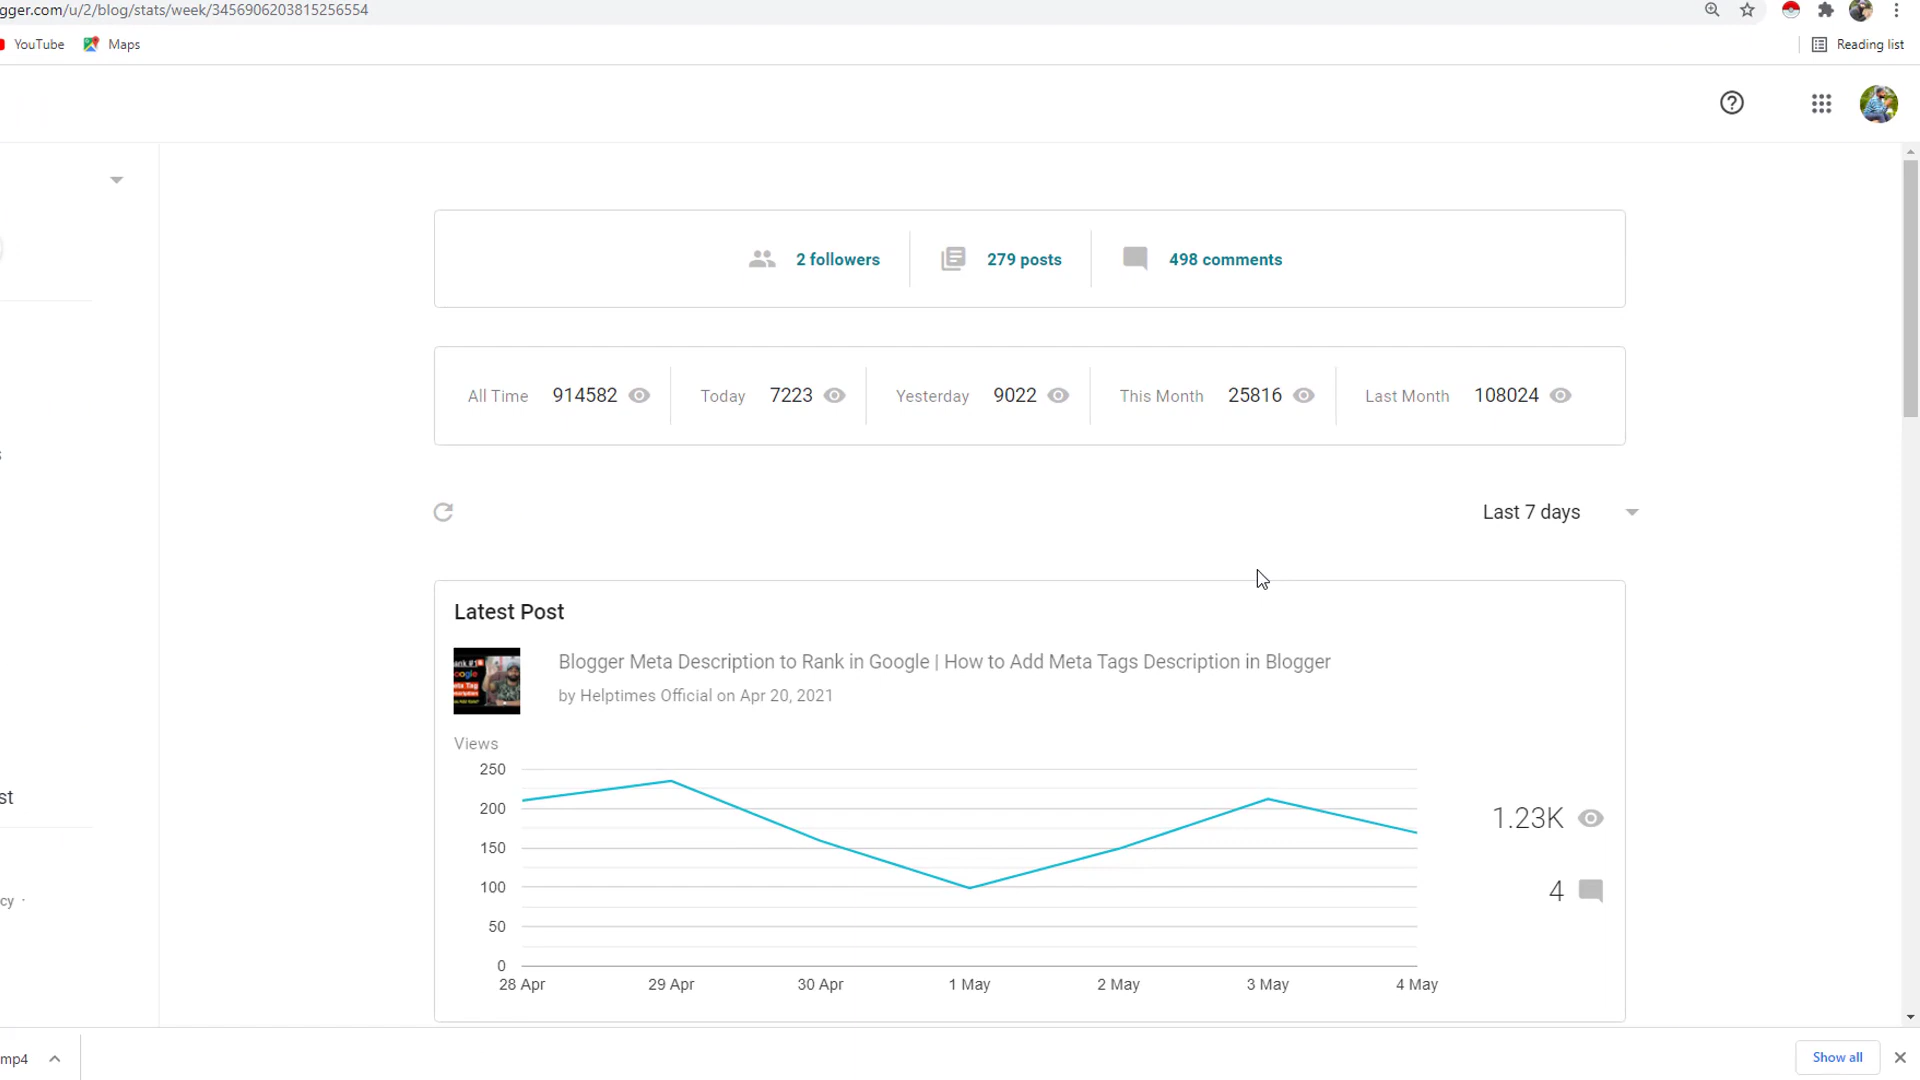 gger.com/u/2/blog/stats/week/3456906203815256554
YouTube Maps Reading list
2 followers 279 posts 498 comments
All Time 914582 Today 7223 Yesterday 9022 This Month 25816 Last Month 108024
Last 7 days
Latest Post
Blogger Meta Description to Rank in Google | How to Add Meta Tags Description in Blogger
by Helptimes Official on Apr 20, 2021
Views
250
200
150
100
50
0
28 Apr 29 Apr 30 Apr 1 May 2 May 3 May 4 May
1.23K
4
s
st
cy ·
mp4 Show all